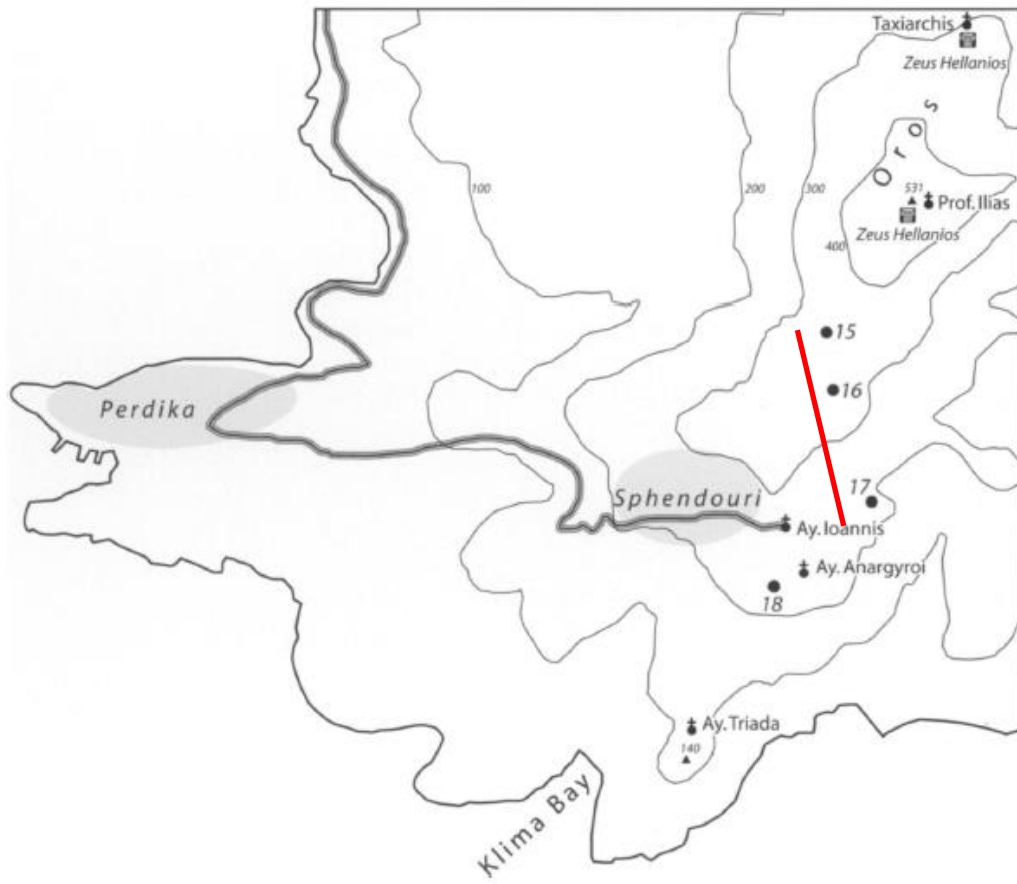 Taxiarchis
Zeus Hellanios
Oros
531
Prof. Ilias
Zeus Hellanios
100
200
300
400
15
16
Perdika
Sphendouri
17
Ay. Ioannis
Ay. Anargyroi
18
Ay. Triada
140
Klima Bay